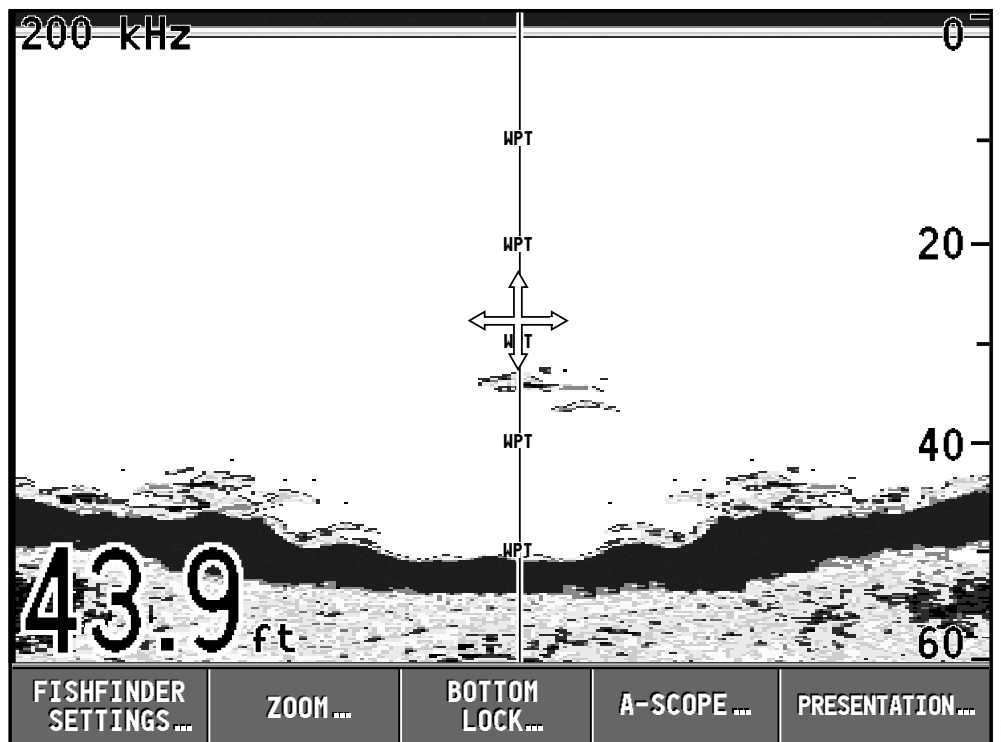 200 kHz
0
WPT
WPT
20
W T
WPT
40
WPT
43.9 ft
60
FISHFINDER
SETTINGS...
ZOOM...
BOTTOM
LOCK...
A-SCOPE...
PRESENTATION...